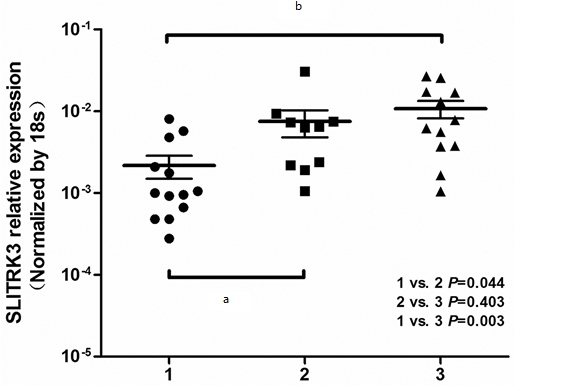 b
SLITRK3 relative expression
(Normalized by 18s)
10-1
10-2
10-3
10-4
10-5
a
1 vs. 2 P=0.044
2 vs. 3 P=0.403
1 vs. 3 P=0.003
1 2 3